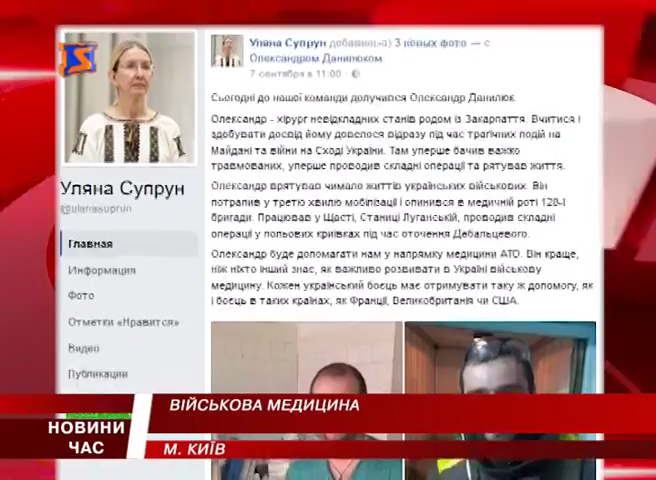 Уляна Супрун добавил(-а) 3 новых фото — с
Олександром Данилюком.
7 сентября в 11:00
Сьогодні до нашої команди долучився Олександр Данилюк.
Олександр - хірург невідкладних станів родом із Закарпаття. Вчитися і
здобувати досвід йому довелося відразу під час трагічних подій на
Майдані та війни на Сході України. Там уперше бачив важко
травмованих, уперше проводив складні операції та рятував життя.
Олександр врятував чимало життів українських військових. Він
потрапив у третю хвилю мобілізації і опинився в медичній роті 128-ї
бригади. Працював у Щасті, Станиці Луганській, проводив складні
операції у польових криївках під час оточення Дебальцевого.
Олександр буде допомагати нам у напрямку медицини АТО. Він краще,
ніж ніхто інший знає, як важливо розвивати в Україні військову
медицину. Кожен український боєць має отримувати таку ж допомогу, як
і боєць в таких країнах, як Франції, Великобританія чи США.
Уляна Супрун
@ulanasuprun
Главная
Информация
Фото
Отметки «Нравится»
Видео
Публикации
НОВИНИ
ЧАС
ВІЙСЬКОВА МЕДИЦИНА
М. КИЇВ